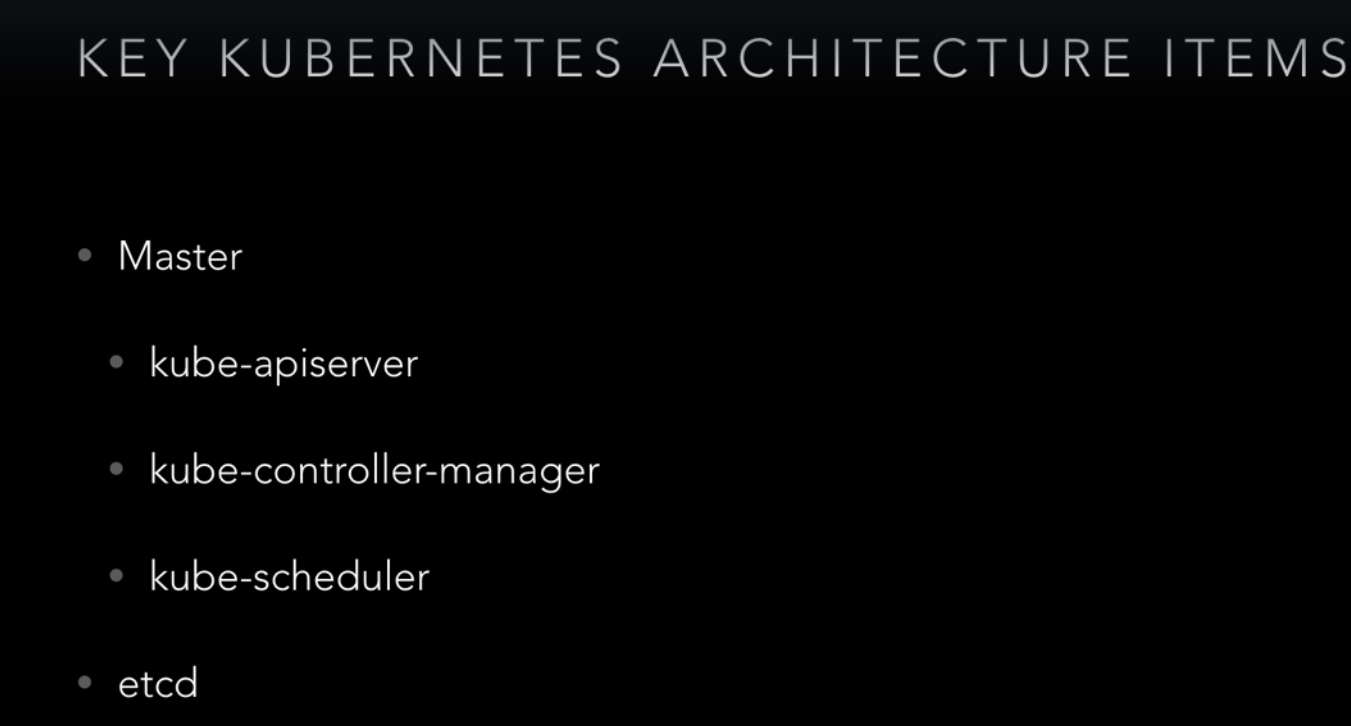 KEY KUBERNETES ARCHITECTURE ITEMS
• Master
• kube-apiserver
• kube-controller-manager
• kube-scheduler
• etcd